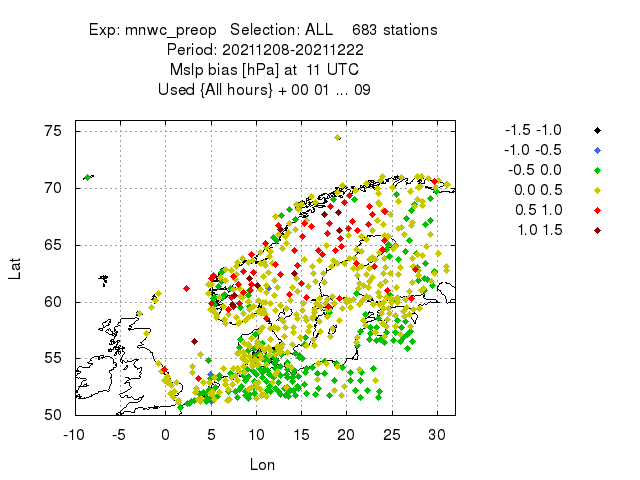 Exp: mnwc_preop Selection: ALL 683 stations
Period: 20211208-20211222
Mslp bias [hPa] at 11 UTC
Used {All hours} + 00 01 ... 09
75
70
65
60
55
50
-10 -5 0 5 10 15 20 25 30
Lat
Lon
-1.5 -1.0
-1.0 -0.5
-0.5 0.0
0.0 0.5
0.5 1.0
1.0 1.5